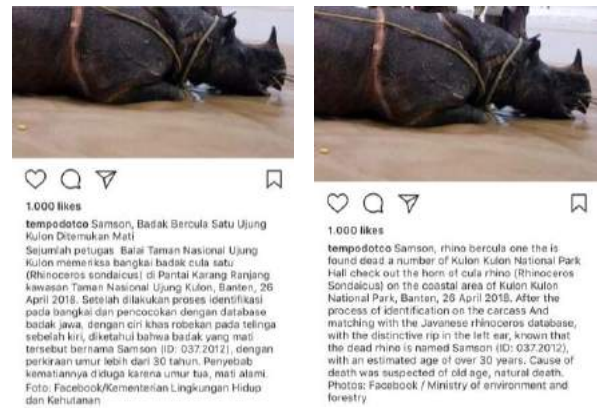 1.000 likes
tempodotco Samson, Badak Bercula Satu Ujung
Kulon Ditemukan Mati
Sejumlah petugas Balai Taman Nasional Ujung
Kulon memeriksa bangkai badak cula satu
(Rhinoceros sondaicus) di Pantai Karang Ranjang
kawasan Taman Nasional Ujung Kulon, Banten, 26
April 2018. Setelah dilakukan proses identifikasi
pada bangkai dan pencocokan dengan database
badak jawa, dengan ciri khas robekan pada telinga
sebelah kiri, diketahui bahwa badak yang mati
tersebut bernama Samson (ID: 037.2012), dengan
perkiraan umur lebih dari 30 tahun. Penyebab
kematiannya diduga karena umur tua, mati alami.
Foto: Facebook/Kementerian Lingkungan Hidup
dan Kehutanan
1.000 likes
tempodotco Samson, rhino bercula one the is
found dead a number of Kulon Kulon National Park
Hall check out the horn of cula rhino (Rhinoceros
Sondaicus) on the coastal area of Kulon Kulon
National Park, Banten, 26 April 2018. After the
process of identification on the carcass And
matching with the Javanese rhinoceros database,
with the distinctive rip in the left ear, known that
the dead rhino is named Samson (ID: 037.2012),
with an estimated age of over 30 years. Cause of
death was suspected of old age, natural death.
Photos: Facebook / Ministry of environment and
forestry